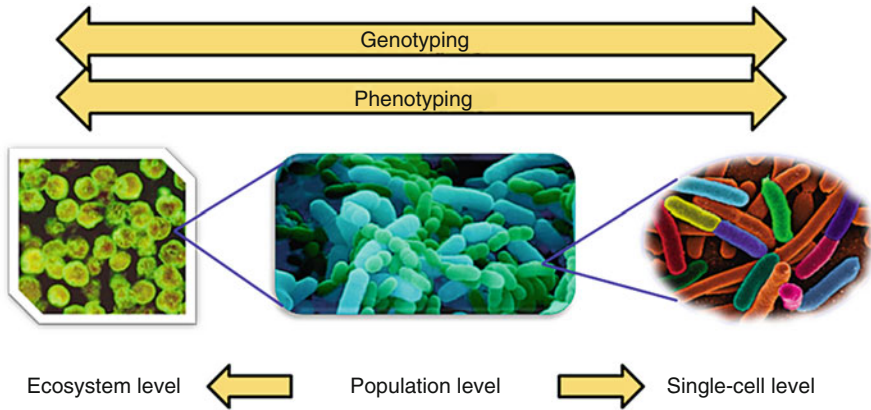 Genotyping
Phenotyping
Ecosystem level
Population level
Single-cell level